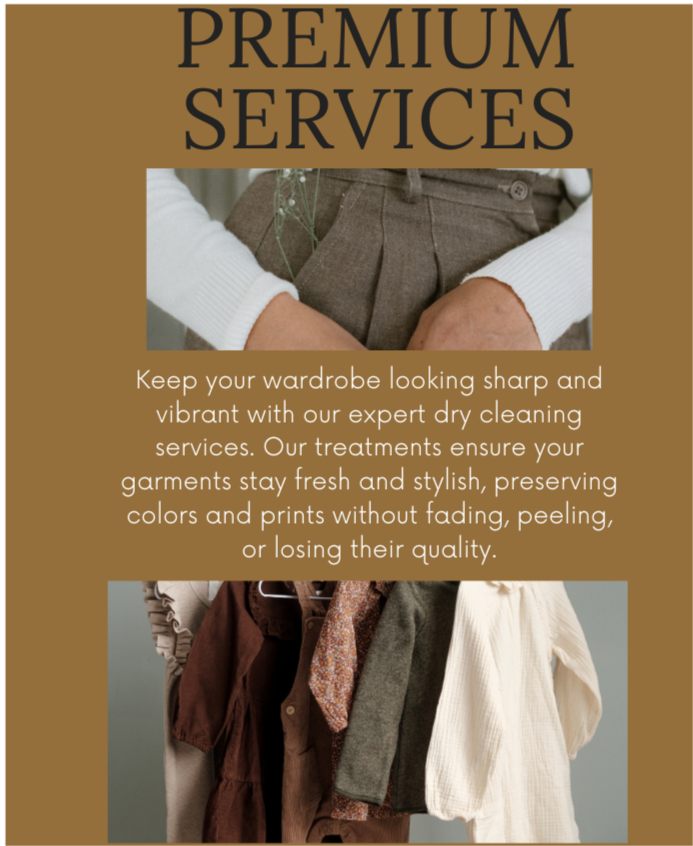 PREMIUM
SERVICES
Keep your wardrobe looking sharp and
vibrant with our expert dry cleaning
services. Our treatments ensure your
garments stay fresh and stylish, preserving
colors and prints without fading, peeling,
or losing their quality.